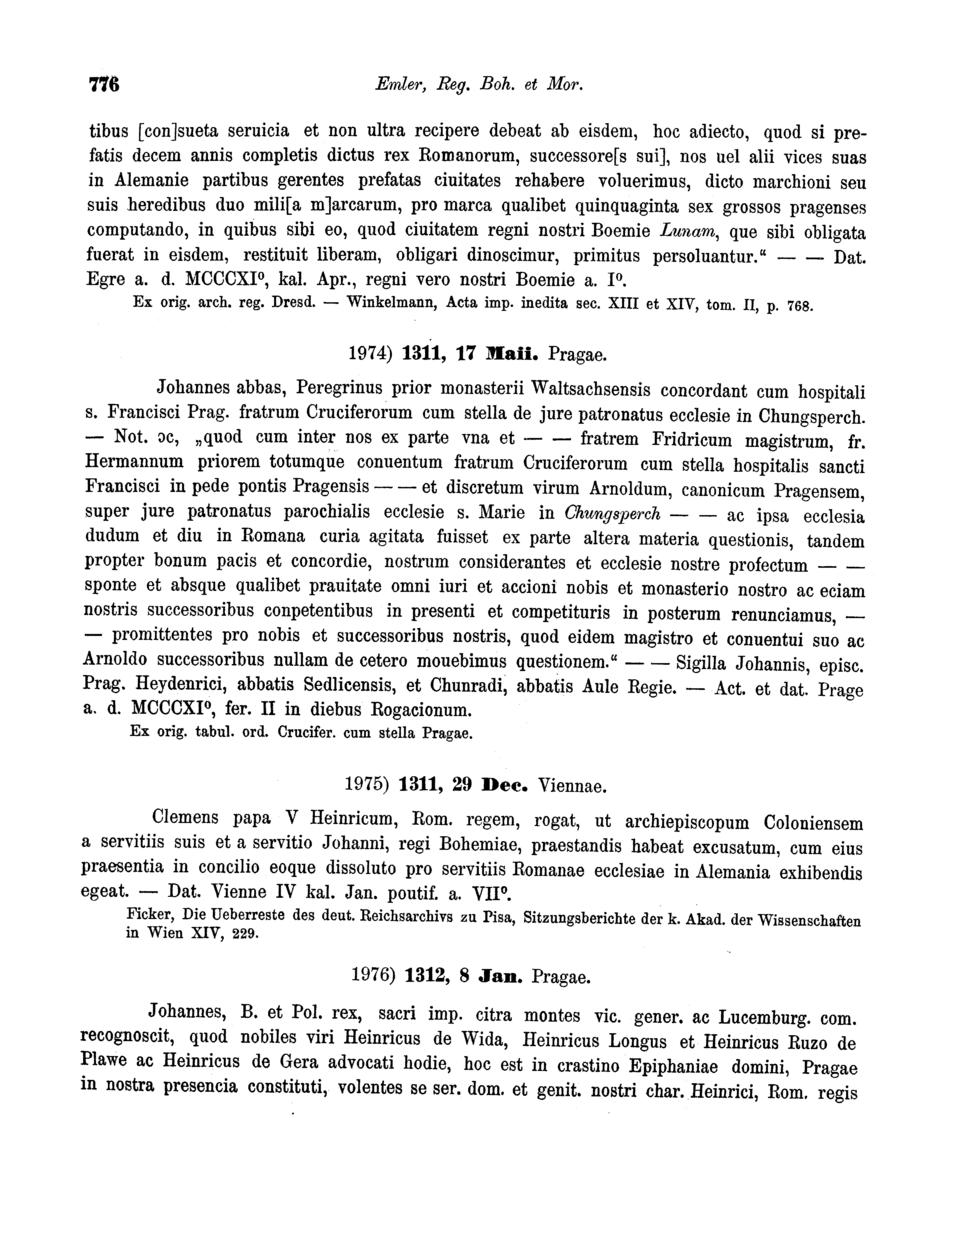 776 Emler, Reg. Boh. et Mor.
tibus [con]sueta seruicia et non ultra recipere debeat ab eisdem, hoc adiecto, quod si pre-
fatis decem annis completis dictus rex Romanorum, successore[s sui], nos uel alii vices suas
in Alemanie partibus gerentes prefatas ciuitates rehabere voluerimus, dicto marchioni seu
suis heredibus duo mili[a m]arcarum, pro marca qualibet quinquaginta sex grossos pragenses
computando, in quibus sibi eo, quod ciuitatem regni nostri Boemie Lunam, que sibi obligata
fuerat in eisdem, restituit liberam, obligari dinoscimur, primitus persoluantur.“ — — Dat.
Egre a. d. MCCCXI⁰, kal. Apr., regni vero nostri Boemie a. I⁰.
Ex orig. arch. reg. Dresd. — Winkelmann, Acta imp. inedita sec. XIII et XIV, tom. II, p. 768.
1974) 1311, 17 Maii. Pragae.
Johannes abbas, Peregrinus prior monasterii Waltsachsensis concordant cum hospitali
s. Francisci Prag. fratrum Cruciferorum cum stella de jure patronatus ecclesie in Chungsperch.
— Not. ɔc, „quod cum inter nos ex parte vna et — — fratrem Fridricum magistrum, fr.
Hermannum priorem totumque conuentum fratrum Cruciferorum cum stella hospitalis sancti
Francisci in pede pontis Pragensis — — et discretum virum Arnoldum, canonicum Pragensem,
super jure patronatus parochialis ecclesie s. Marie in Chungsperch — — ac ipsa ecclesia
dudum et diu in Romana curia agitata fuisset ex parte altera materia questionis, tandem
propter bonum pacis et concordie, nostrum considerantes et ecclesie nostre profectum — —
sponte et absque qualibet prauitate omni iuri et accioni nobis et monasterio nostro ac eciam
nostris successoribus conpetentibus in presenti et competituris in posterum renunciamus, —
— promittentes pro nobis et successoribus nostris, quod eidem magistro et conuentui suo ac
Arnoldo successoribus nullam de cetero mouebimus questionem.“ — — Sigilla Johannis, episc.
Prag. Heydenrici, abbatis Sedlicensis, et Chunradi, abbatis Aule Regie. — Act. et dat. Prage
a. d. MCCCXI⁰, fer. II in diebus Rogacionum.
Ex orig. tabul. ord. Crucifer. cum stella Pragae.
1975) 1311, 29 Dec. Viennae.
Clemens papa V Heinricum, Rom. regem, rogat, ut archiepiscopum Coloniensem
a servitiis suis et a servitio Johanni, regi Bohemiae, praestandis habeat excusatum, cum eius
praesentia in concilio eoque dissoluto pro servitiis Romanae ecclesiae in Alemania exhibendis
egeat. — Dat. Vienne IV kal. Jan. poutif. a. VII⁰.
Ficker, Die Ueberreste des deut. Reichsarchivs zu Pisa, Sitzungsberichte der k. Akad. der Wissenschaften
in Wien XIV, 229.
1976) 1312, 8 Jan. Pragae.
Johannes, B. et Pol. rex, sacri imp. citra montes vic. gener. ac Lucemburg. com.
recognoscit, quod nobiles viri Heinricus de Wida, Heinricus Longus et Heinricus Ruzo de
Plawe ac Heinricus de Gera advocati hodie, hoc est in crastino Epiphaniae domini, Pragae
in nostra presencia constituti, volentes se ser. dom. et genit. nostri char. Heinrici, Rom. regis